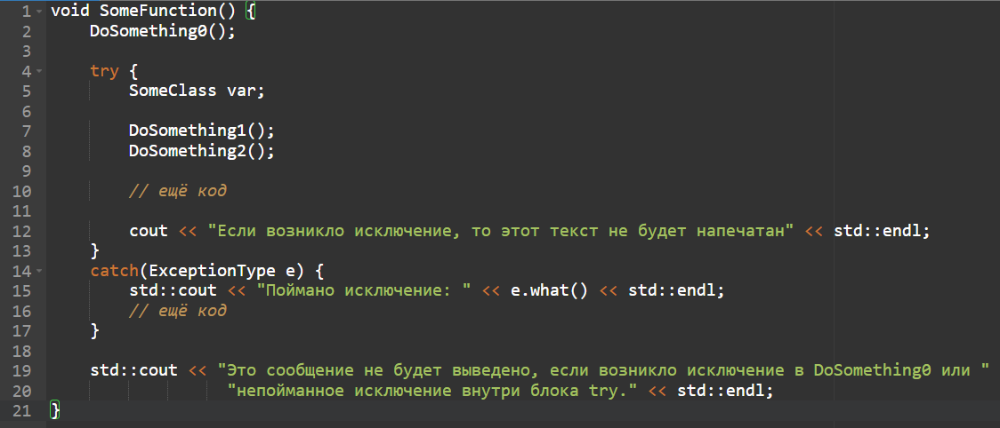 1 void SomeFunction() {
2 DoSomething0();
3
4 try {
5 SomeClass var;
6
7 DoSomething1();
8 DoSomething2();
9
10 // ещё код
11
12 cout << "Если возникло исключение, то этот текст не будет напечатан" << std::endl;
13 }
14 catch(ExceptionType e) {
15 std::cout << "Поймано исключение: " << e.what() << std::endl;
16 // ещё код
17 }
18
19 std::cout << "Это сообщение не будет выведено, если возникло исключение в DoSomething0 или "
20 "непойманное исключение внутри блока try." << std::endl;
21 }